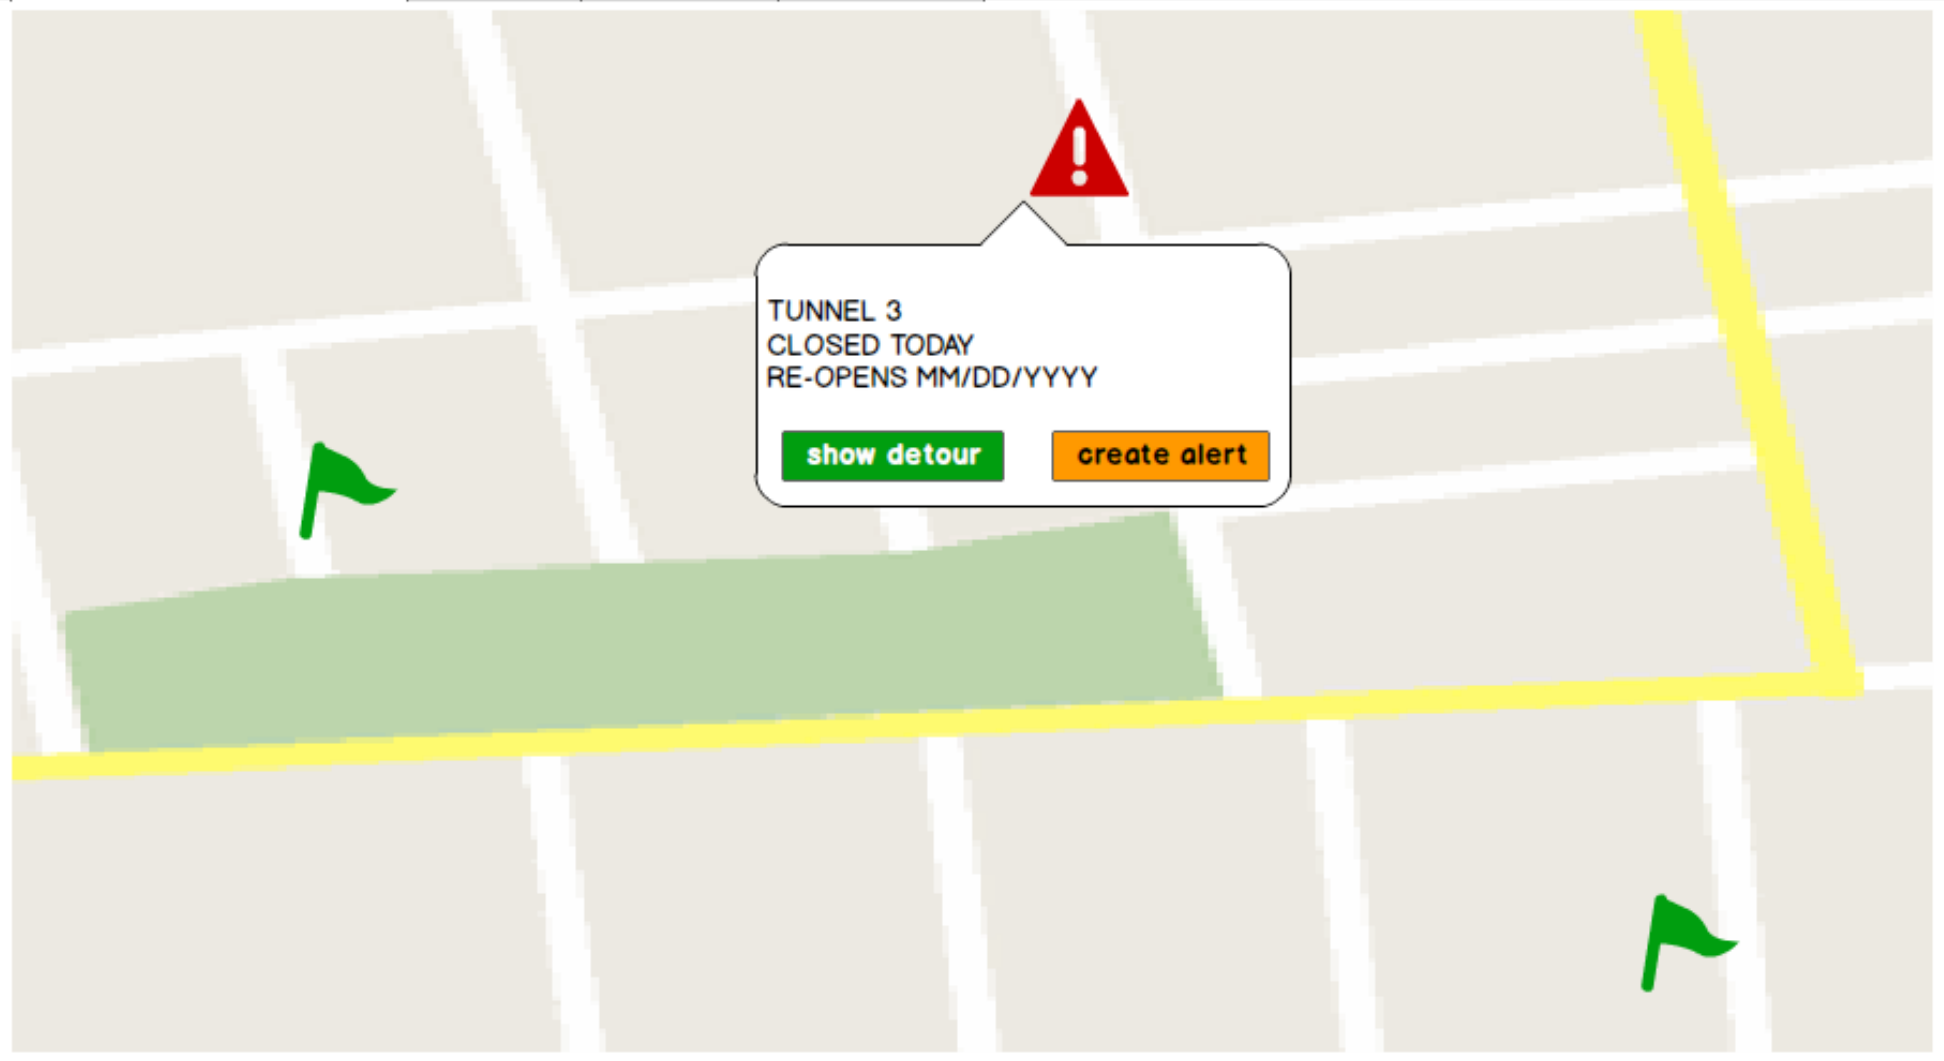 TUNNEL 3
CLOSED TODAY
RE-OPENS MM/DD/YYYY
show detour create alert